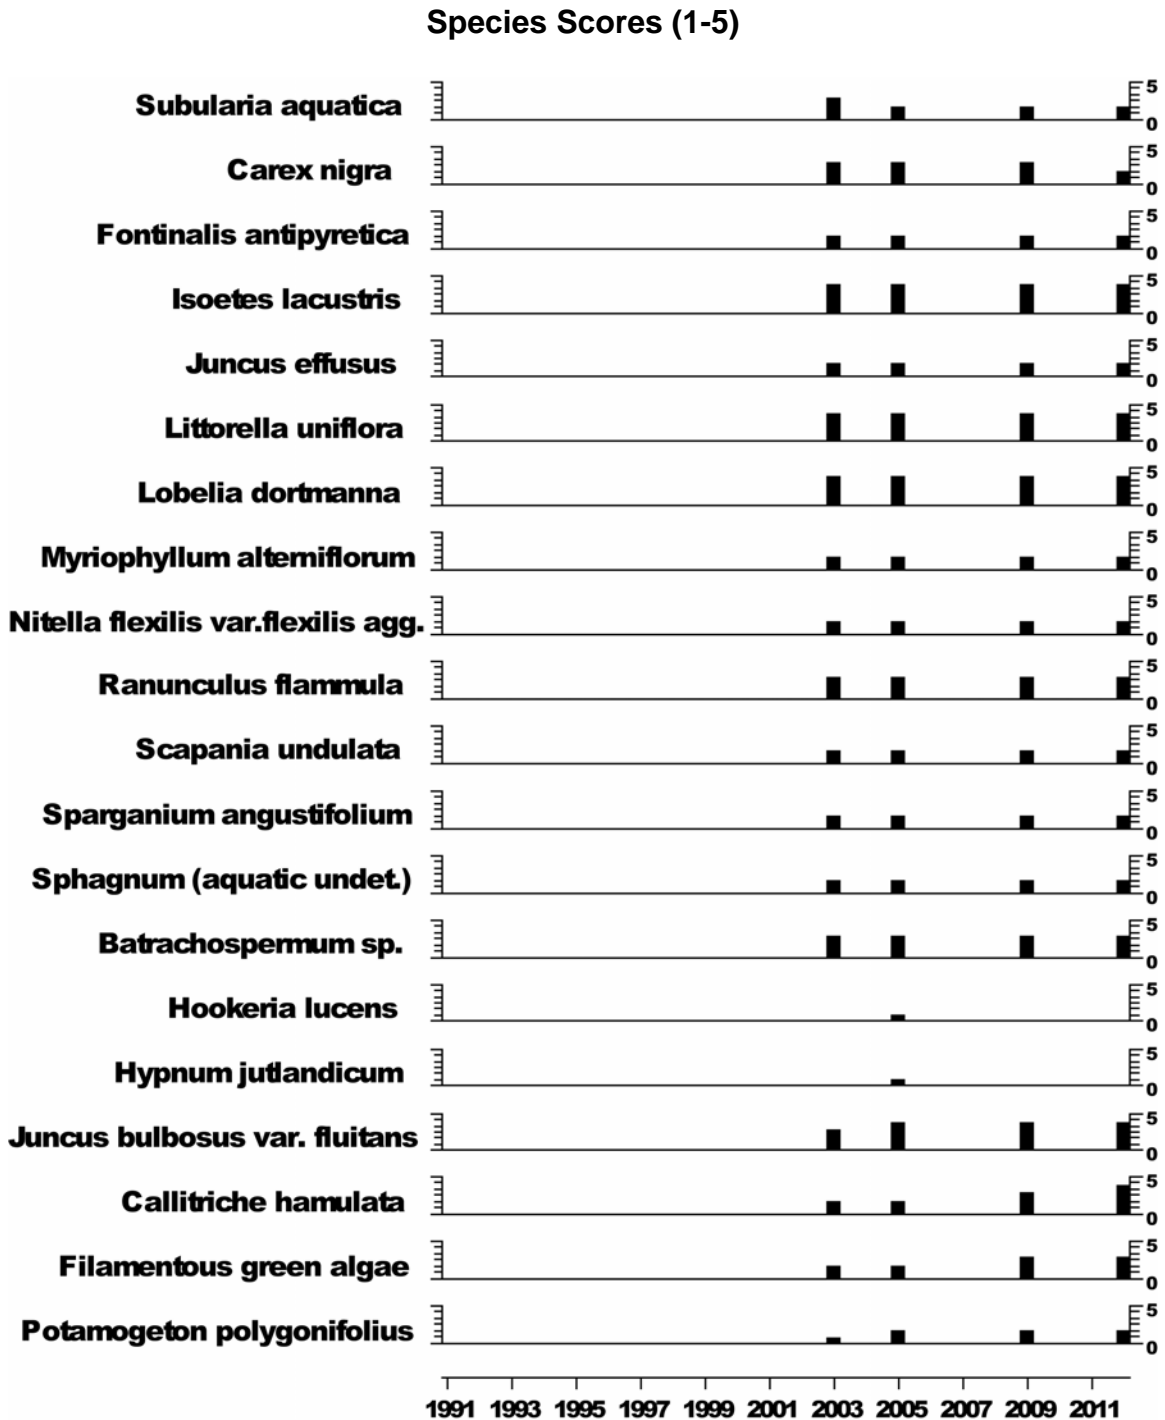 Species Scores (1-5)
Subularia aquatica 5 0
Carex nigra 5 0
Fontinalis antipyretica 5 0
Isoetes lacustris 5 0
Juncus effusus 5 0
Littorella uniflora 5 0
Lobelia dortmanna 5 0
Myriophyllum alterniflorum 5 0
Nitella flexilis var.flexilis agg. 5 0
Ranunculus flammula 5 0
Scapania undulata 5 0
Sparganium angustifolium 5 0
Sphagnum (aquatic undet.) 5 0
Batrachospermum sp. 5 0
Hookeria lucens 5 0
Hypnum jutlandicum 5 0
Juncus bulbosus var. fluitans 5 0
Callitriche hamulata 5 0
Filamentous green algae 5 0
Potamogeton polygonifolius 5 0
1991 1993 1995 1997 1999 2001 2003 2005 2007 2009 2011